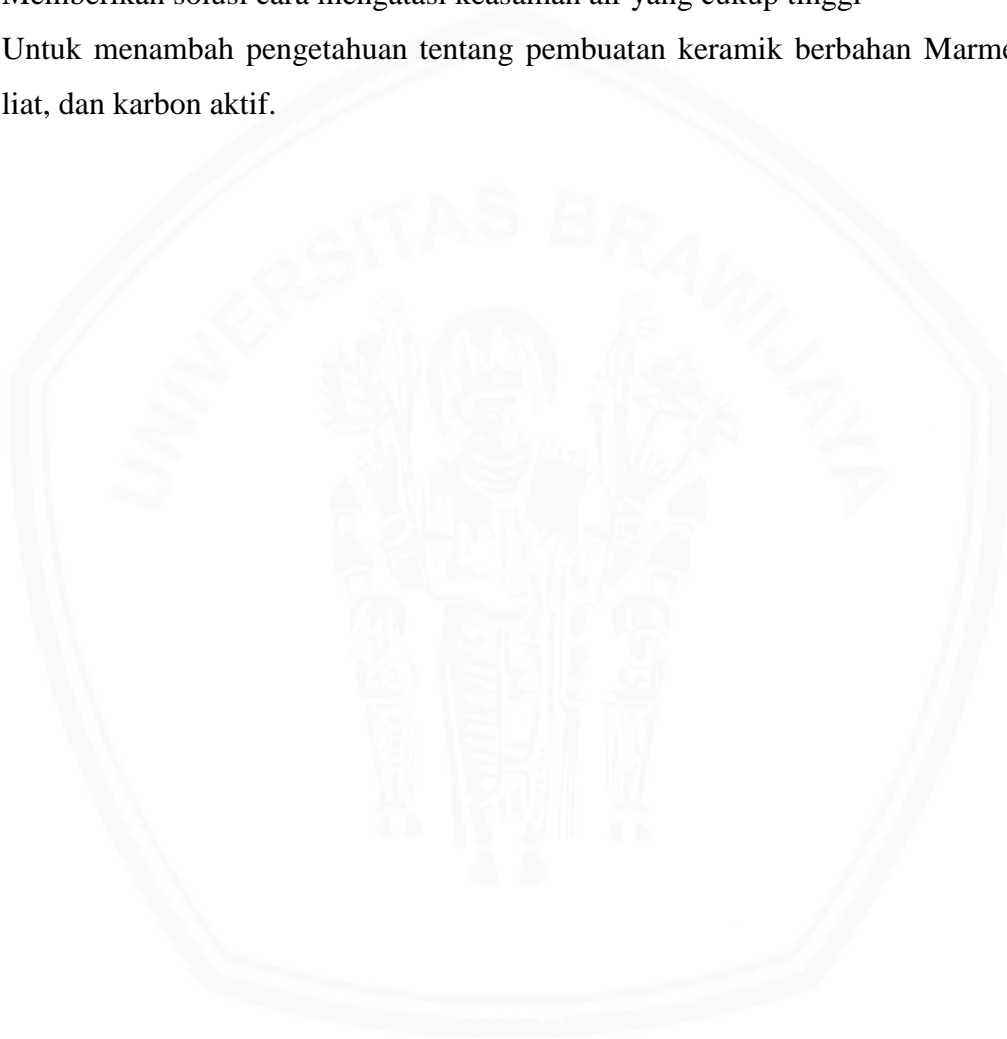 Memberikan solusi cara mengatasi keasaman air yang cukup tinggi
Untuk menambah pengetahuan tentang pembuatan keramik berbahan Marme
liat, dan karbon aktif.
UNIVERSITAS BRAWIJAYA